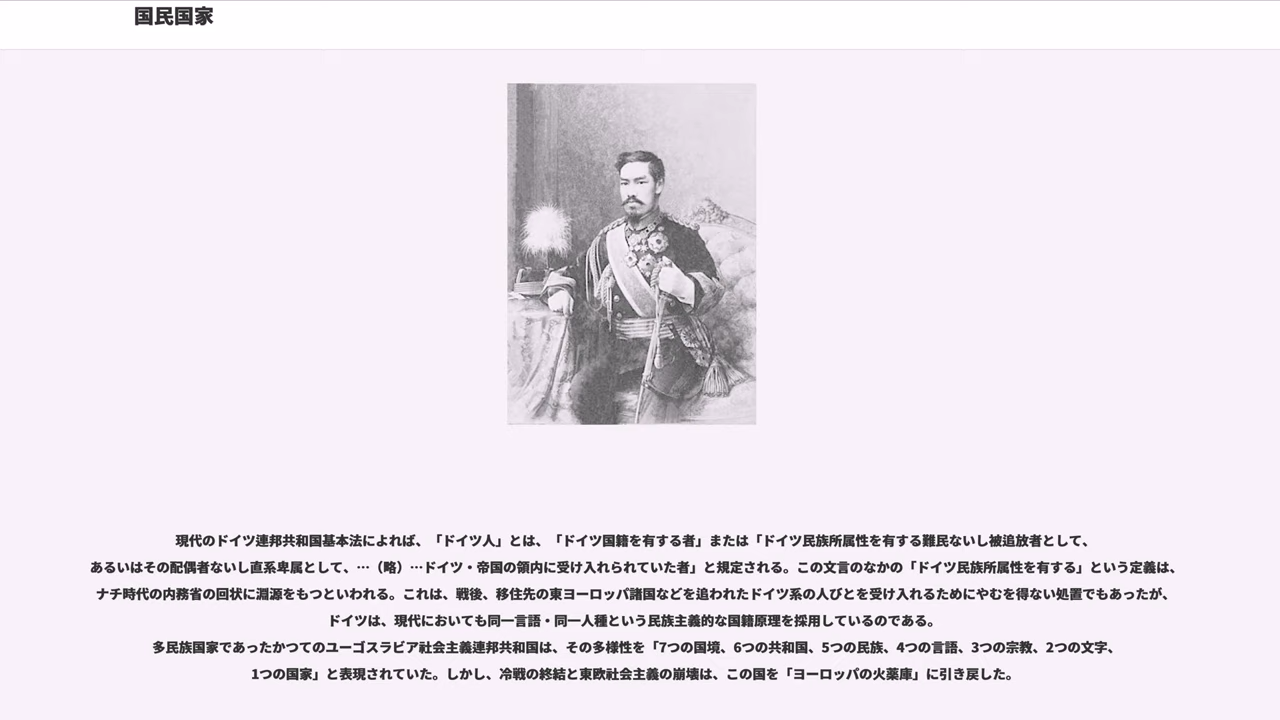 国民国家
現代のドイツ連邦共和国基本法によれば、「ドイツ人」とは、「ドイツ国籍を有する者」または「ドイツ民族所属性を有する難民ないし被追放者として、
あるいはその配偶者ないし直系卑属として、…（略）…ドイツ・帝国の領内に受け入れられていた者」と規定される。この文言のなかの「ドイツ民族所属性を有する」という定義は、
ナチ時代の内務省の回状に淵源をもつといわれる。これは、戦後、移住先の東ヨーロッパ諸国などを追われたドイツ系の人びとを受け入れるためにやむを得ない処置でもあったが、
ドイツは、現代においても同一言語・同一人種という民族主義的な国籍原理を採用しているのである。
多民族国家であったかつてのユーゴスラビア社会主義連邦共和国は、その多様性を「7つの国境、6つの共和国、5つの民族、4つの言語、3つの宗教、2つの文字、
1つの国家」と表現されていた。しかし、冷戦の終結と東欧社会主義の崩壊は、この国を「ヨーロッパの火薬庫」に引き戻した。